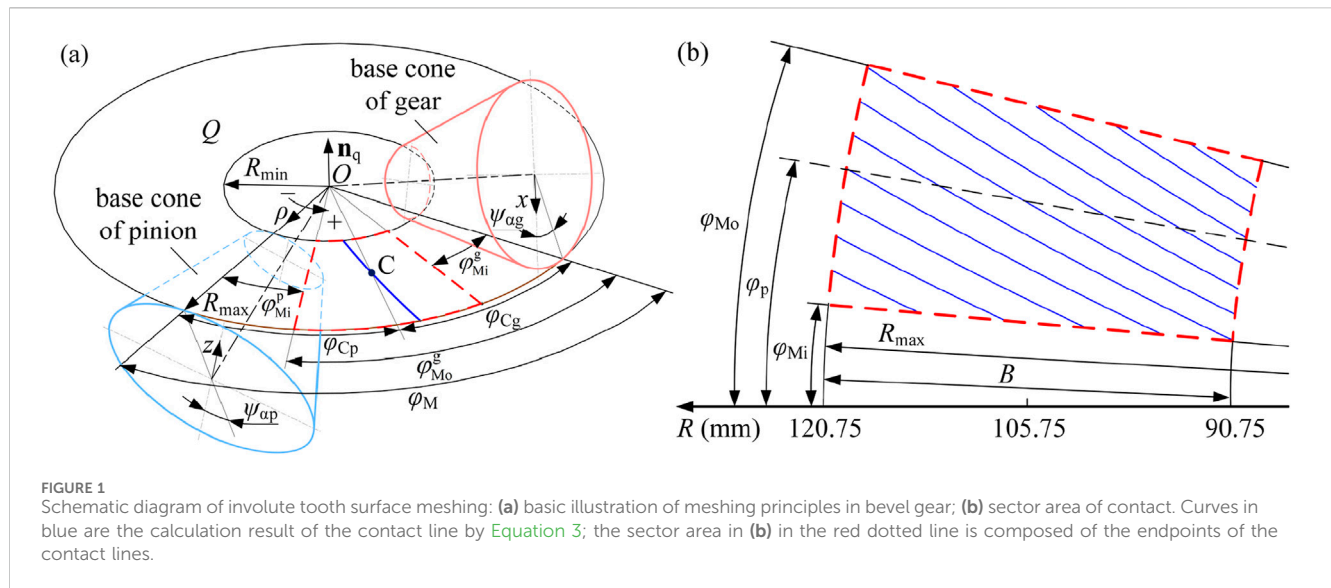 (a)
base cone
of gear
Q
n_q
O
R_min
ρ
−
+
base cone
of pinion
x
ψ_αg
C
φ^p_Mi
φ^g_Mi
R_max
φ_Cg
φ_Cp
z
φ^g_Mo
φ_M
ψ_αp
(b)
φ_Mo
φ_p
φ_Mi
R_max
B
R (mm) 120.75 105.75 90.75
FIGURE 1
Schematic diagram of involute tooth surface meshing: (a) basic illustration of meshing principles in bevel gear; (b) sector area of contact. Curves in
blue are the calculation result of the contact line by Equation 3; the sector area in (b) in the red dotted line is composed of the endpoints of the
contact lines.